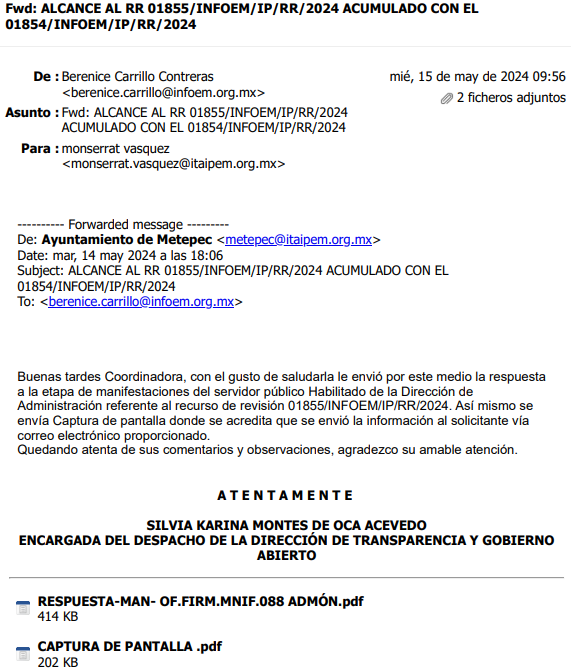 Fwd: ALCANCE AL RR 01855/INFOEM/IP/RR/2024 ACUMULADO CON EL
01854/INFOEM/IP/RR/2024
De : Berenice Carrillo Contreras
<berenice.carrillo@infoem.org.mx>
mié, 15 de may de 2024 09:56
2 ficheros adjuntos
Asunto : Fwd: ALCANCE AL RR 01855/INFOEM/IP/RR/2024
ACUMULADO CON EL 01854/INFOEM/IP/RR/2024
Para : monserrat vasquez
<monserrat.vasquez@itaipem.org.mx>
---------- Forwarded message ---------
De: Ayuntamiento de Metepec <metepec@itaipem.org.mx>
Date: mar, 14 may 2024 a las 18:06
Subject: ALCANCE AL RR 01855/INFOEM/IP/RR/2024 ACUMULADO CON EL
01854/INFOEM/IP/RR/2024
To: <berenice.carrillo@infoem.org.mx>
Buenas tardes Coordinadora, con el gusto de saludarla le envió por este medio la respuesta
a la etapa de manifestaciones del servidor público Habilitado de la Dirección de
Administración referente al recurso de revisión 01855/INFOEM/IP/RR/2024. Así mismo se
envía Captura de pantalla donde se acredita que se envió la información al solicitante vía
correo electrónico proporcionado.
Quedando atenta de sus comentarios y observaciones, agradezco su amable atención.
A T E N T A M E N T E
SILVIA KARINA MONTES DE OCA ACEVEDO
ENCARGADA DEL DESPACHO DE LA DIRECCIÓN DE TRANSPARENCIA Y GOBIERNO
ABIERTO
RESPUESTA-MAN- OF.FIRM.MNIF.088 ADMÓN.pdf
414 KB
CAPTURA DE PANTALLA .pdf
202 KB